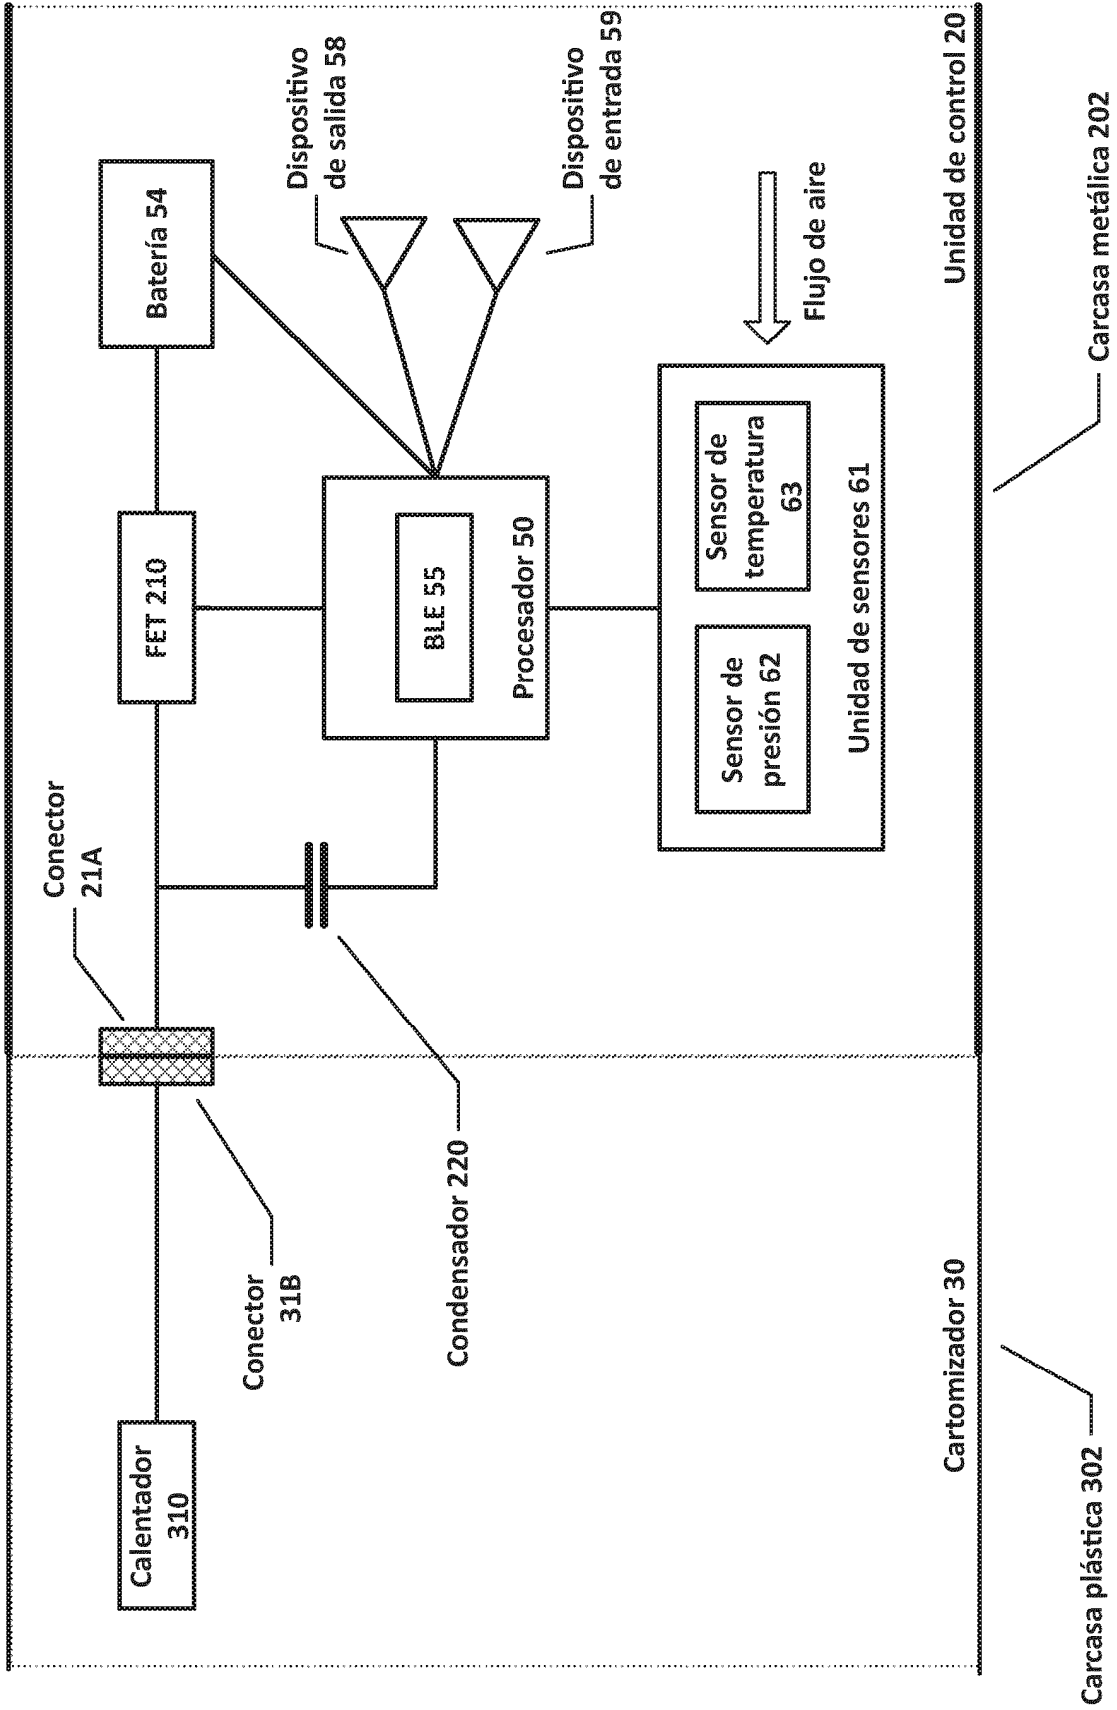 Conector
21A
FET 210
Batería 54
Calentador
310
Conector
31B
Condensador 220
BLE 55
Procesador 50
Dispositivo
de salida 58
Dispositivo
de entrada 59
Sensor de
presión 62
Sensor de
temperatura
63
Unidad de sensores 61
Flujo de aire
Cartomizador 30
Unidad de control 20
Carcasa plástica 302
Carcasa metálica 202